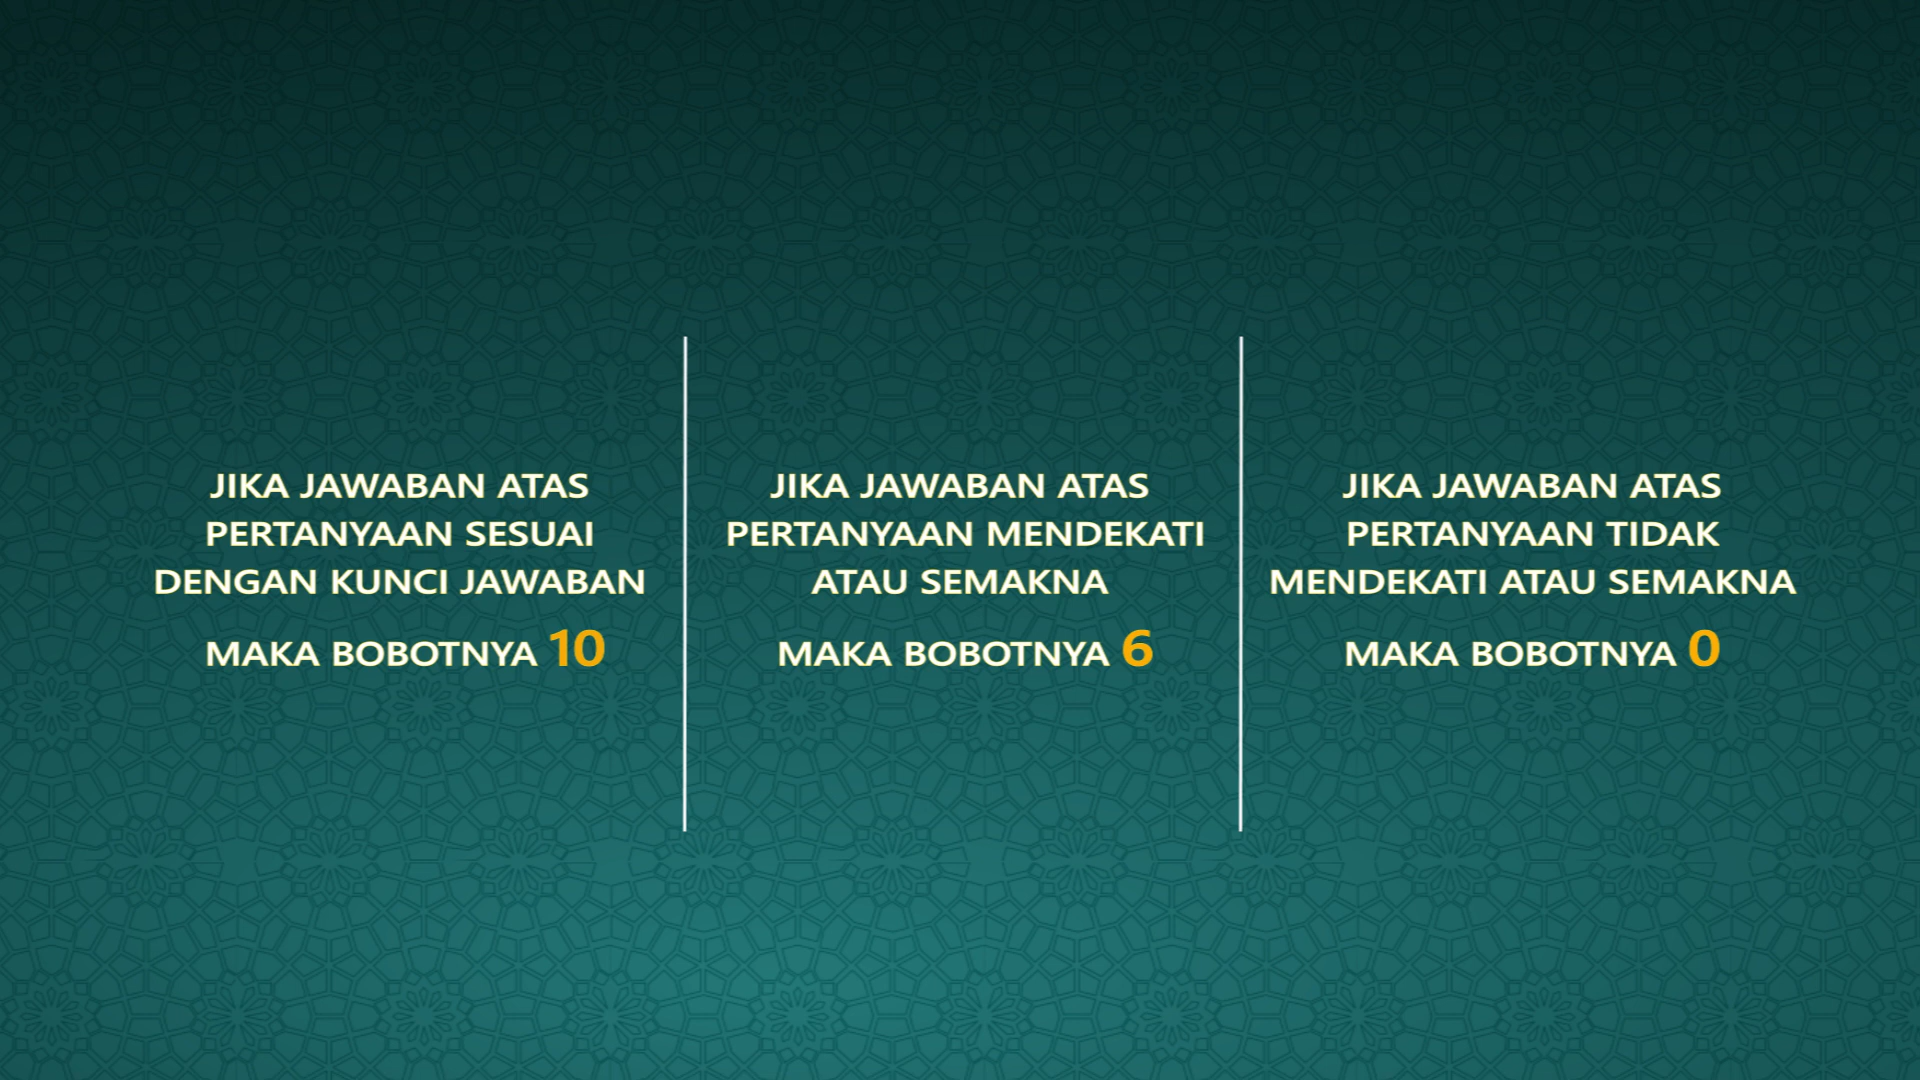 JIKA JAWABAN ATAS
PERTANYAAN SESUAI
DENGAN KUNCI JAWABAN
MAKA BOBOTNYA 10
JIKA JAWABAN ATAS
PERTANYAAN MENDEKATI
ATAU SEMAKNA
MAKA BOBOTNYA 6
JIKA JAWABAN ATAS
PERTANYAAN TIDAK
MENDEKATI ATAU SEMAKNA
MAKA BOBOTNYA 0